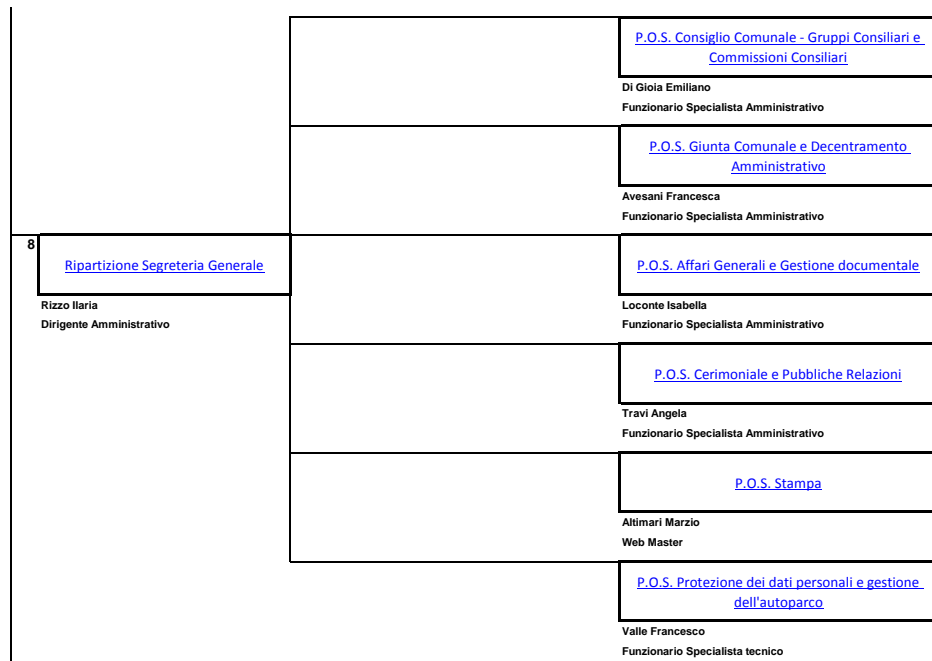 P.O.S. Consiglio Comunale - Gruppi Consiliari e
Commissioni Consiliari
Di Gioia Emiliano
Funzionario Specialista Amministrativo
P.O.S. Giunta Comunale e Decentramento
Amministrativo
Avesani Francesca
Funzionario Specialista Amministrativo
8
Ripartizione Segreteria Generale
Rizzo Ilaria
Dirigente Amministrativo
P.O.S. Affari Generali e Gestione documentale
Loconte Isabella
Funzionario Specialista Amministrativo
P.O.S. Cerimoniale e Pubbliche Relazioni
Travi Angela
Funzionario Specialista Amministrativo
P.O.S. Stampa
Altimari Marzio
Web Master
P.O.S. Protezione dei dati personali e gestione
dell'autoparco
Valle Francesco
Funzionario Specialista tecnico